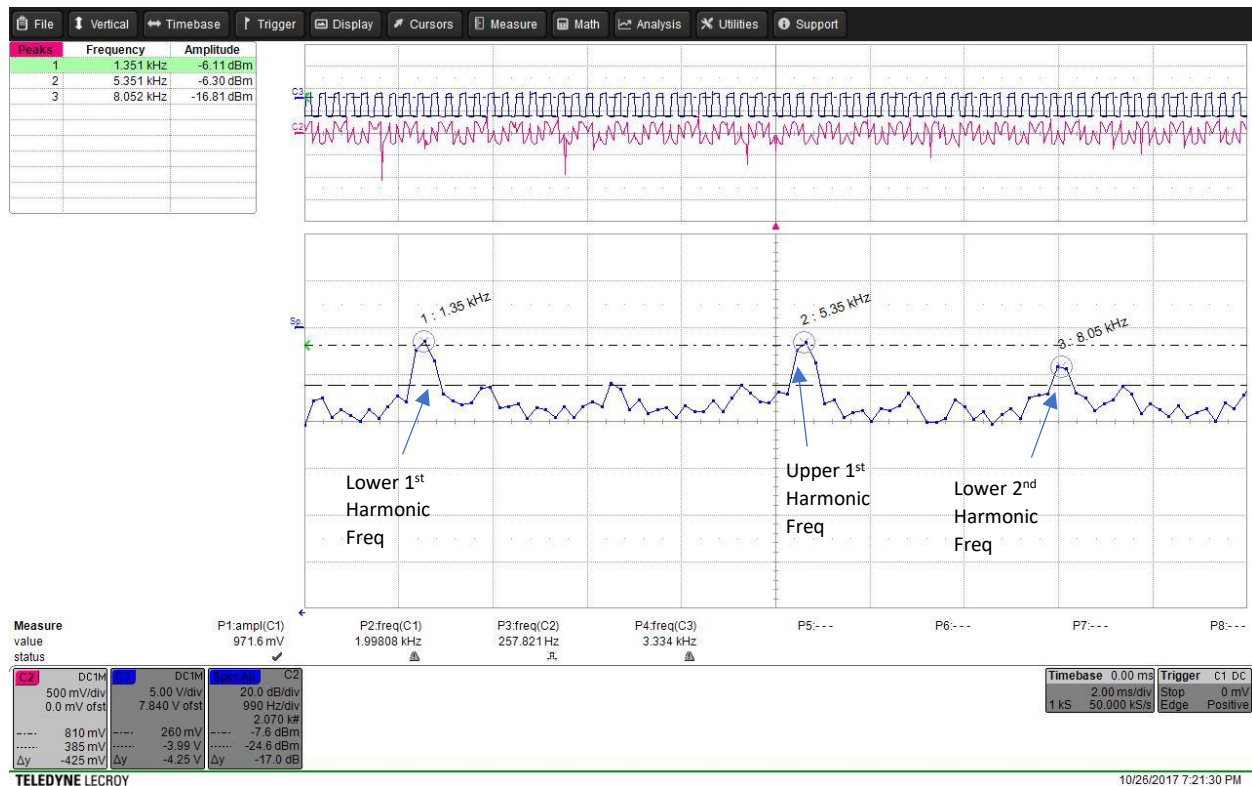 File Vertical Timebase Trigger Display Cursors Measure Math Analysis Utilities Support
Peaks Frequency Amplitude
1 1.351 kHz -6.11 dBm
2 5.351 kHz -6.30 dBm
3 8.052 kHz -16.81 dBm
C3
C2
Sp.
1 : 1.35 kHz
2 : 5.35 kHz
3 : 8.05 kHz
Lower 1st
Harmonic
Freq
Upper 1st
Harmonic
Freq
Lower 2nd
Harmonic
Freq
Measure P1:ampl(C1) P2:freq(C1) P3:freq(C2) P4:freq(C3) P5:- - - P6:- - - P7:- - - P8:- - -
value 971.6 mV 1.99808 kHz 257.821 Hz 3.334 kHz
status
C2 DC1M
500 mV/div
0.0 mV ofst
810 mV
385 mV
Δy -425 mV
C3 DC1M
5.00 V/div
7.840 V ofst
260 mV
-3.99 V
Δy -4.25 V
SpecAn C2
20.0 dB/div
990 Hz/div
2.070 k#
-7.6 dBm
-24.6 dBm
Δy -17.0 dB
Timebase 0.00 ms
2.00 ms/div
1 kS 50.000 kS/s
Trigger C1 DC
Stop 0 mV
Edge Positive
TELEDYNE LECROY
10/26/2017 7:21:30 PM